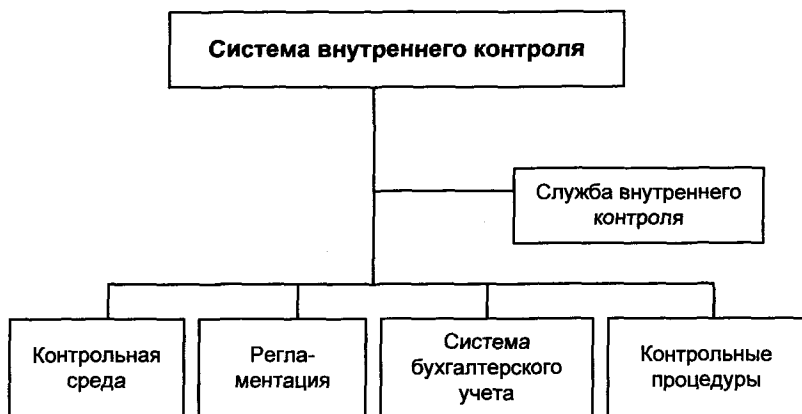 Система внутреннего контроля
Служба внутреннего
контроля
Контрольная
среда
Регла-
ментация
Система
бухгалтерского
учета
Контрольные
процедуры